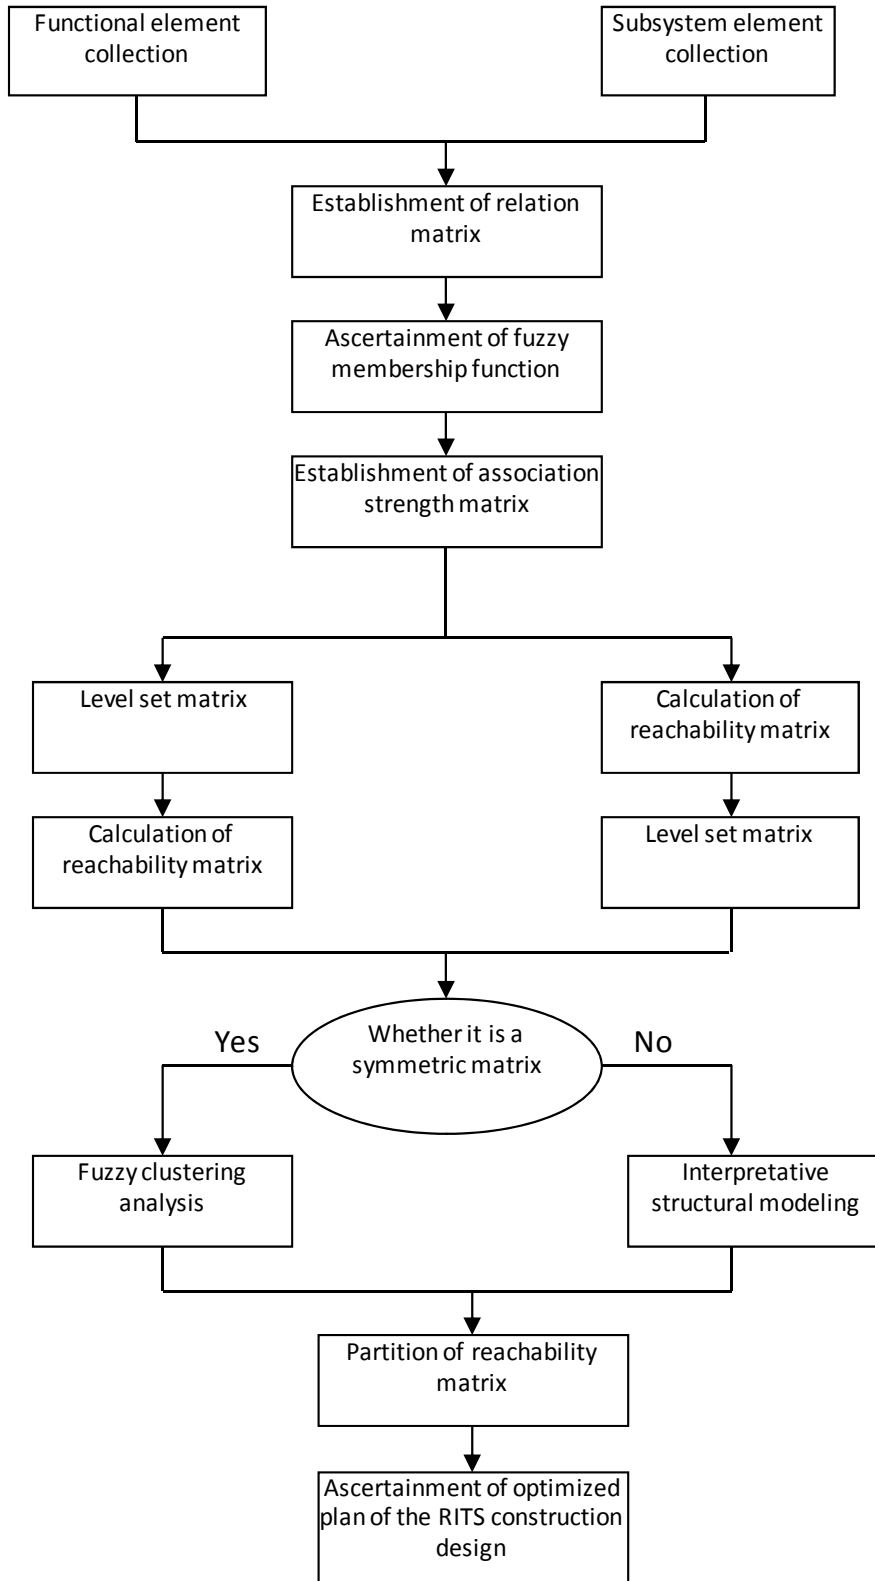 Functional element
collection
Subsystem element
collection
Establishment of relation
matrix
Ascertainment of fuzzy
membership function
Establishment of association
strength matrix
Level set matrix
Calculation of
reachability matrix
Calculation of
reachability matrix
Level set matrix
Whether it is a
symmetric matrix
Yes
No
Fuzzy clustering
analysis
Interpretative
structural modeling
Partition of reachability
matrix
Ascertainment of optimized
plan of the RITS construction
design